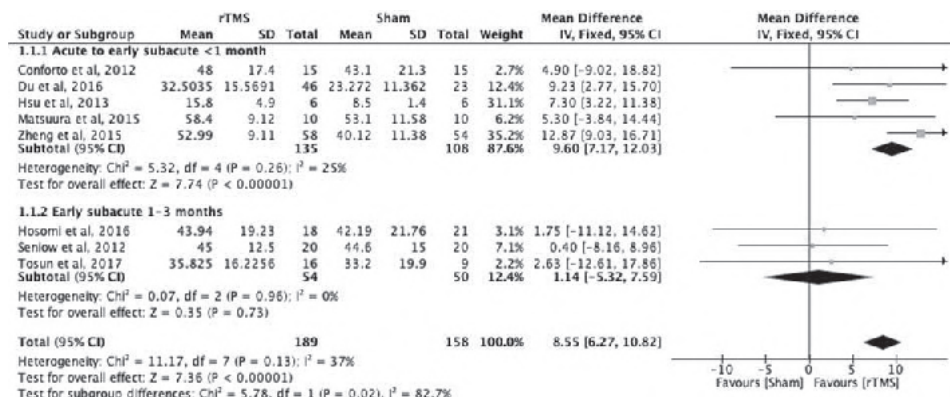 rTMS Sham Mean Difference Mean Difference
Study or Subgroup Mean SD Total Mean SD Total Weight IV, Fixed, 95% CI IV, Fixed, 95% CI
1.1.1 Acute to early subacute <1 month
Conforto et al, 2012 48 17.4 15 43.1 21.3 15 2.7% 4.90 [-9.02, 18.82]
Du et al, 2016 32.5035 15.5691 46 23.272 11.362 23 12.4% 9.23 [2.77, 15.70]
Hsu et al, 2013 15.8 4.9 6 8.5 1.4 6 31.1% 7.30 [3.22, 11.38]
Matsuura et al, 2015 58.4 9.12 10 53.1 11.58 10 6.2% 5.30 [-3.84, 14.44]
Zheng et al, 2015 52.99 9.11 58 40.12 11.38 54 35.2% 12.87 [9.03, 16.71]
Subtotal (95% CI) 135 108 87.6% 9.60 [7.17, 12.03]
Heterogeneity: Chi² = 5.32, df = 4 (P = 0.26); I² = 25%
Test for overall effect: Z = 7.74 (P < 0.00001)
1.1.2 Early subacute 1-3 months
Hosomi et al, 2016 43.94 19.23 18 42.19 21.76 21 3.1% 1.75 [-11.12, 14.62]
Seniow et al, 2012 45 12.5 20 44.6 15 20 7.1% 0.40 [-8.16, 8.96]
Tosun et al, 2017 35.825 16.2256 16 33.2 19.9 9 2.2% 2.63 [-12.61, 17.86]
Subtotal (95% CI) 54 50 12.4% 1.14 [-5.32, 7.59]
Heterogeneity: Chi² = 0.07, df = 2 (P = 0.96); I² = 0%
Test for overall effect: Z = 0.35 (P = 0.73)
Total (95% CI) 189 158 100.0% 8.55 [6.27, 10.82]
Heterogeneity: Chi² = 11.17, df = 7 (P = 0.13); I² = 37%
Test for overall effect: Z = 7.36 (P < 0.00001)
Test for subgroup differences: Chi² = 5.78, df = 1 (P = 0.02), I² = 82.7%
-10 -5 0 5 10
Favours [Sham] Favours [rTMS]